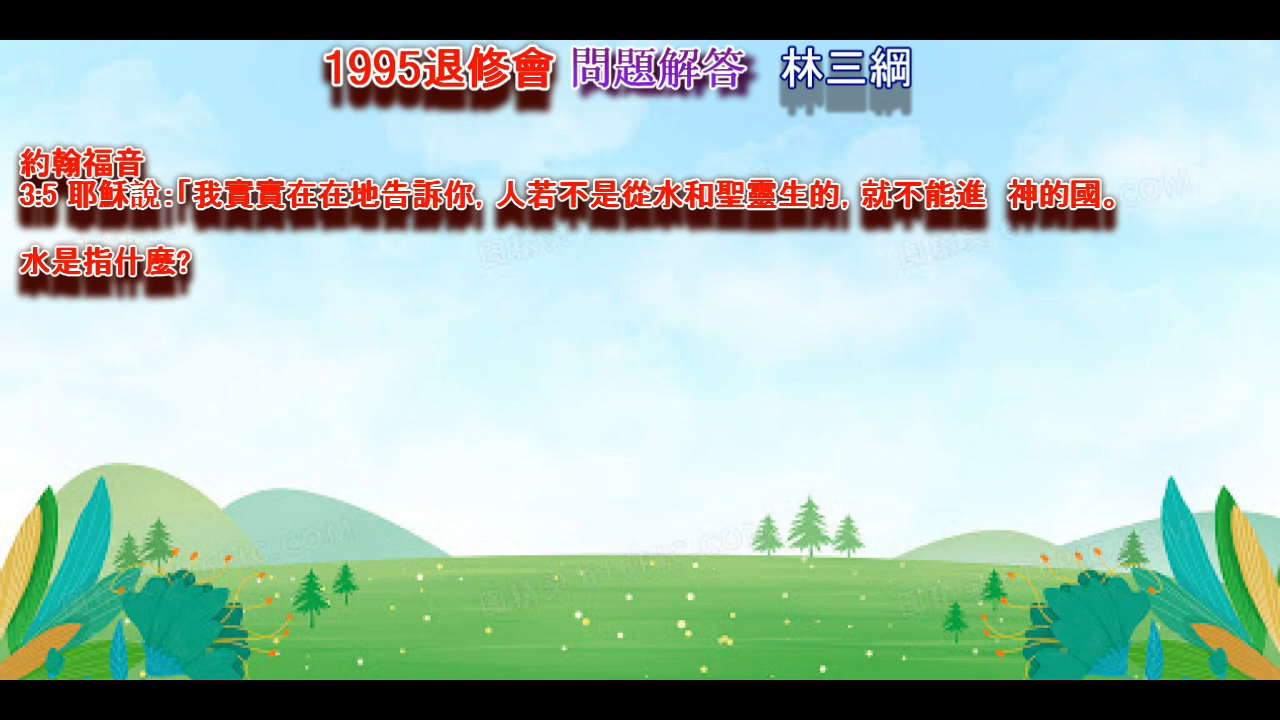 1995退修會 問題解答 林三綱
約翰福音
3:5 耶穌說:「我實實在在地告訴你, 人若不是從水和聖靈生的, 就不能進 神的國。
水是指什麼?